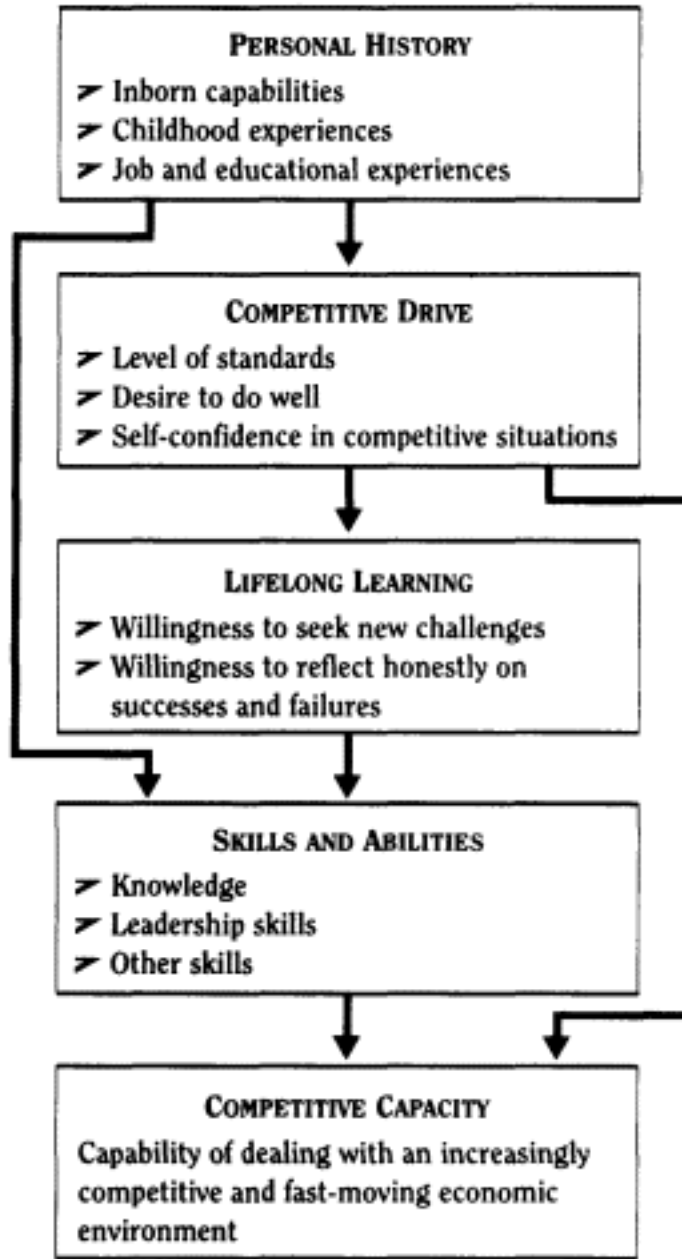 PERSONAL HISTORY
➢ Inborn capabilities
➢ Childhood experiences
➢ Job and educational experiences
COMPETITIVE DRIVE
➢ Level of standards
➢ Desire to do well
➢ Self-confidence in competitive situations
LIFELONG LEARNING
➢ Willingness to seek new challenges
➢ Willingness to reflect honestly on
successes and failures
SKILLS AND ABILITIES
➢ Knowledge
➢ Leadership skills
➢ Other skills
COMPETITIVE CAPACITY
Capability of dealing with an increasingly
competitive and fast-moving economic
environment